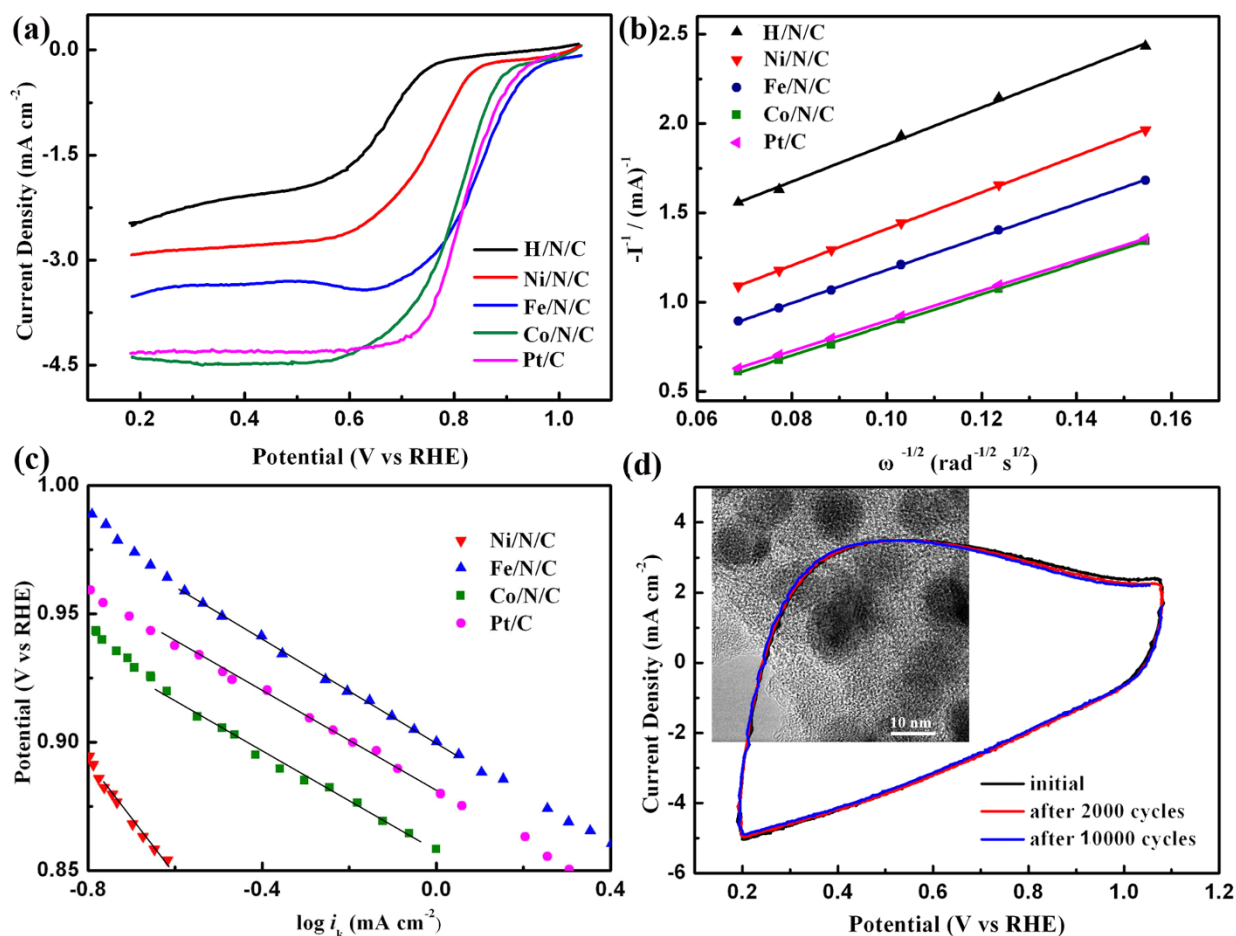 (a)
0.0
-1.5
-3.0
-4.5
Current Density (mA cm-2)
H/N/C
Ni/N/C
Fe/N/C
Co/N/C
Pt/C
0.2 0.4 0.6 0.8 1.0
Potential (V vs RHE)
(b)
2.5
2.0
1.5
1.0
0.5
-I-1 / (mA)-1
H/N/C
Ni/N/C
Fe/N/C
Co/N/C
Pt/C
0.06 0.08 0.10 0.12 0.14 0.16
ω -1/2 (rad-1/2 s1/2)
(c)
1.00
0.95
0.90
0.85
Potential (V vs RHE)
Ni/N/C
Fe/N/C
Co/N/C
Pt/C
-0.8 -0.4 0.0 0.4
log ik (mA cm-2)
(d)
4
2
0
-2
-4
-6
Current Density (mA cm-2)
10 nm
initial
after 2000 cycles
after 10000 cycles
0.2 0.4 0.6 0.8 1.0 1.2
Potential (V vs RHE)